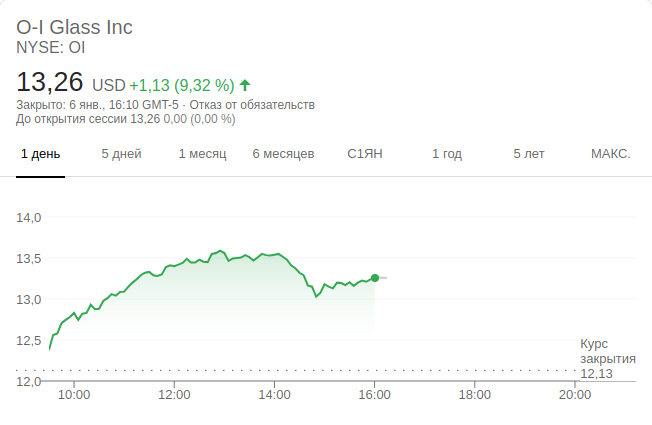 O-I Glass Inc
NYSE: OI
13,26 USD +1,13 (9,32 %)
Закрыто: 6 янв., 16:10 GMT-5 · Отказ от обязательств
До открытия сессии 13,26 0,00 (0,00 %)
1 день 5 дней 1 месяц 6 месяцев С1ЯН 1 год 5 лет МАКС.
14,0
13,5
13,0
12,5
Курс
закрытия
12,13
12,0
10:00 12:00 14:00 16:00 18:00 20:00